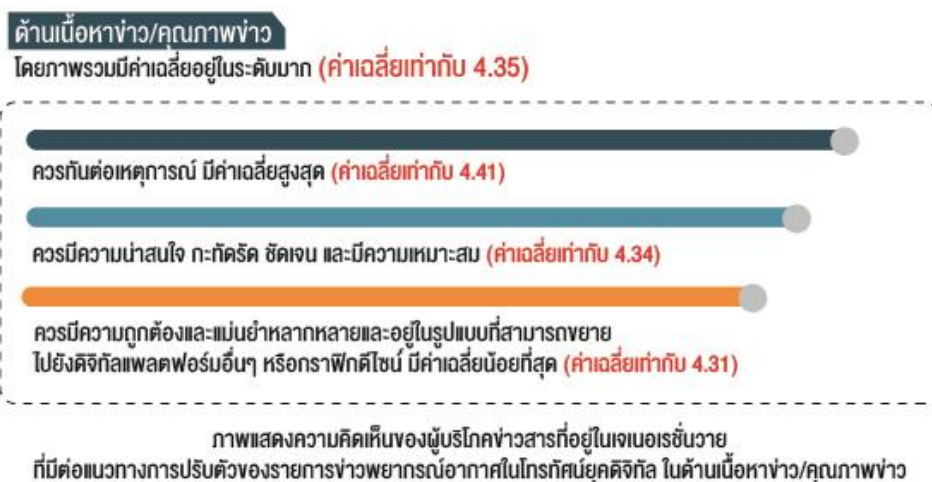 ด้านเนื้อหาข่าว/คุณภาพข่าว
โดยภาพรวมมีค่าเฉลี่ยอยู่ในระดับมาก (ค่าเฉลี่ยเท่ากับ 4.35)
ควรทันต่อเหตุการณ์ มีค่าเฉลี่ยสูงสุด (ค่าเฉลี่ยเท่ากับ 4.41)
ควรมีความน่าสนใจ กะทัดรัด ชัดเจน และมีความเหมาะสม (ค่าเฉลี่ยเท่ากับ 4.34)
ควรมีความถูกต้องและแม่นยำหลากหลายและอยู่ในรูปแบบที่สามารถขยาย
ไปยังดิจิทัลแพลตฟอร์มอื่นๆ หรือกราฟิกดีไซน์ มีค่าเฉลี่ยน้อยที่สุด (ค่าเฉลี่ยเท่ากับ 4.31)
ภาพแสดงความคิดเห็นของผู้บริโภคข่าวสารที่อยู่ในเจเนอเรชั่นวาย
ที่มีต่อแนวทางการปรับตัวของรายการข่าวพยากรณ์อากาศในโทรทัศน์ยุคดิจิทัล ในด้านเนื้อหาข่าว/คุณภาพข่าว